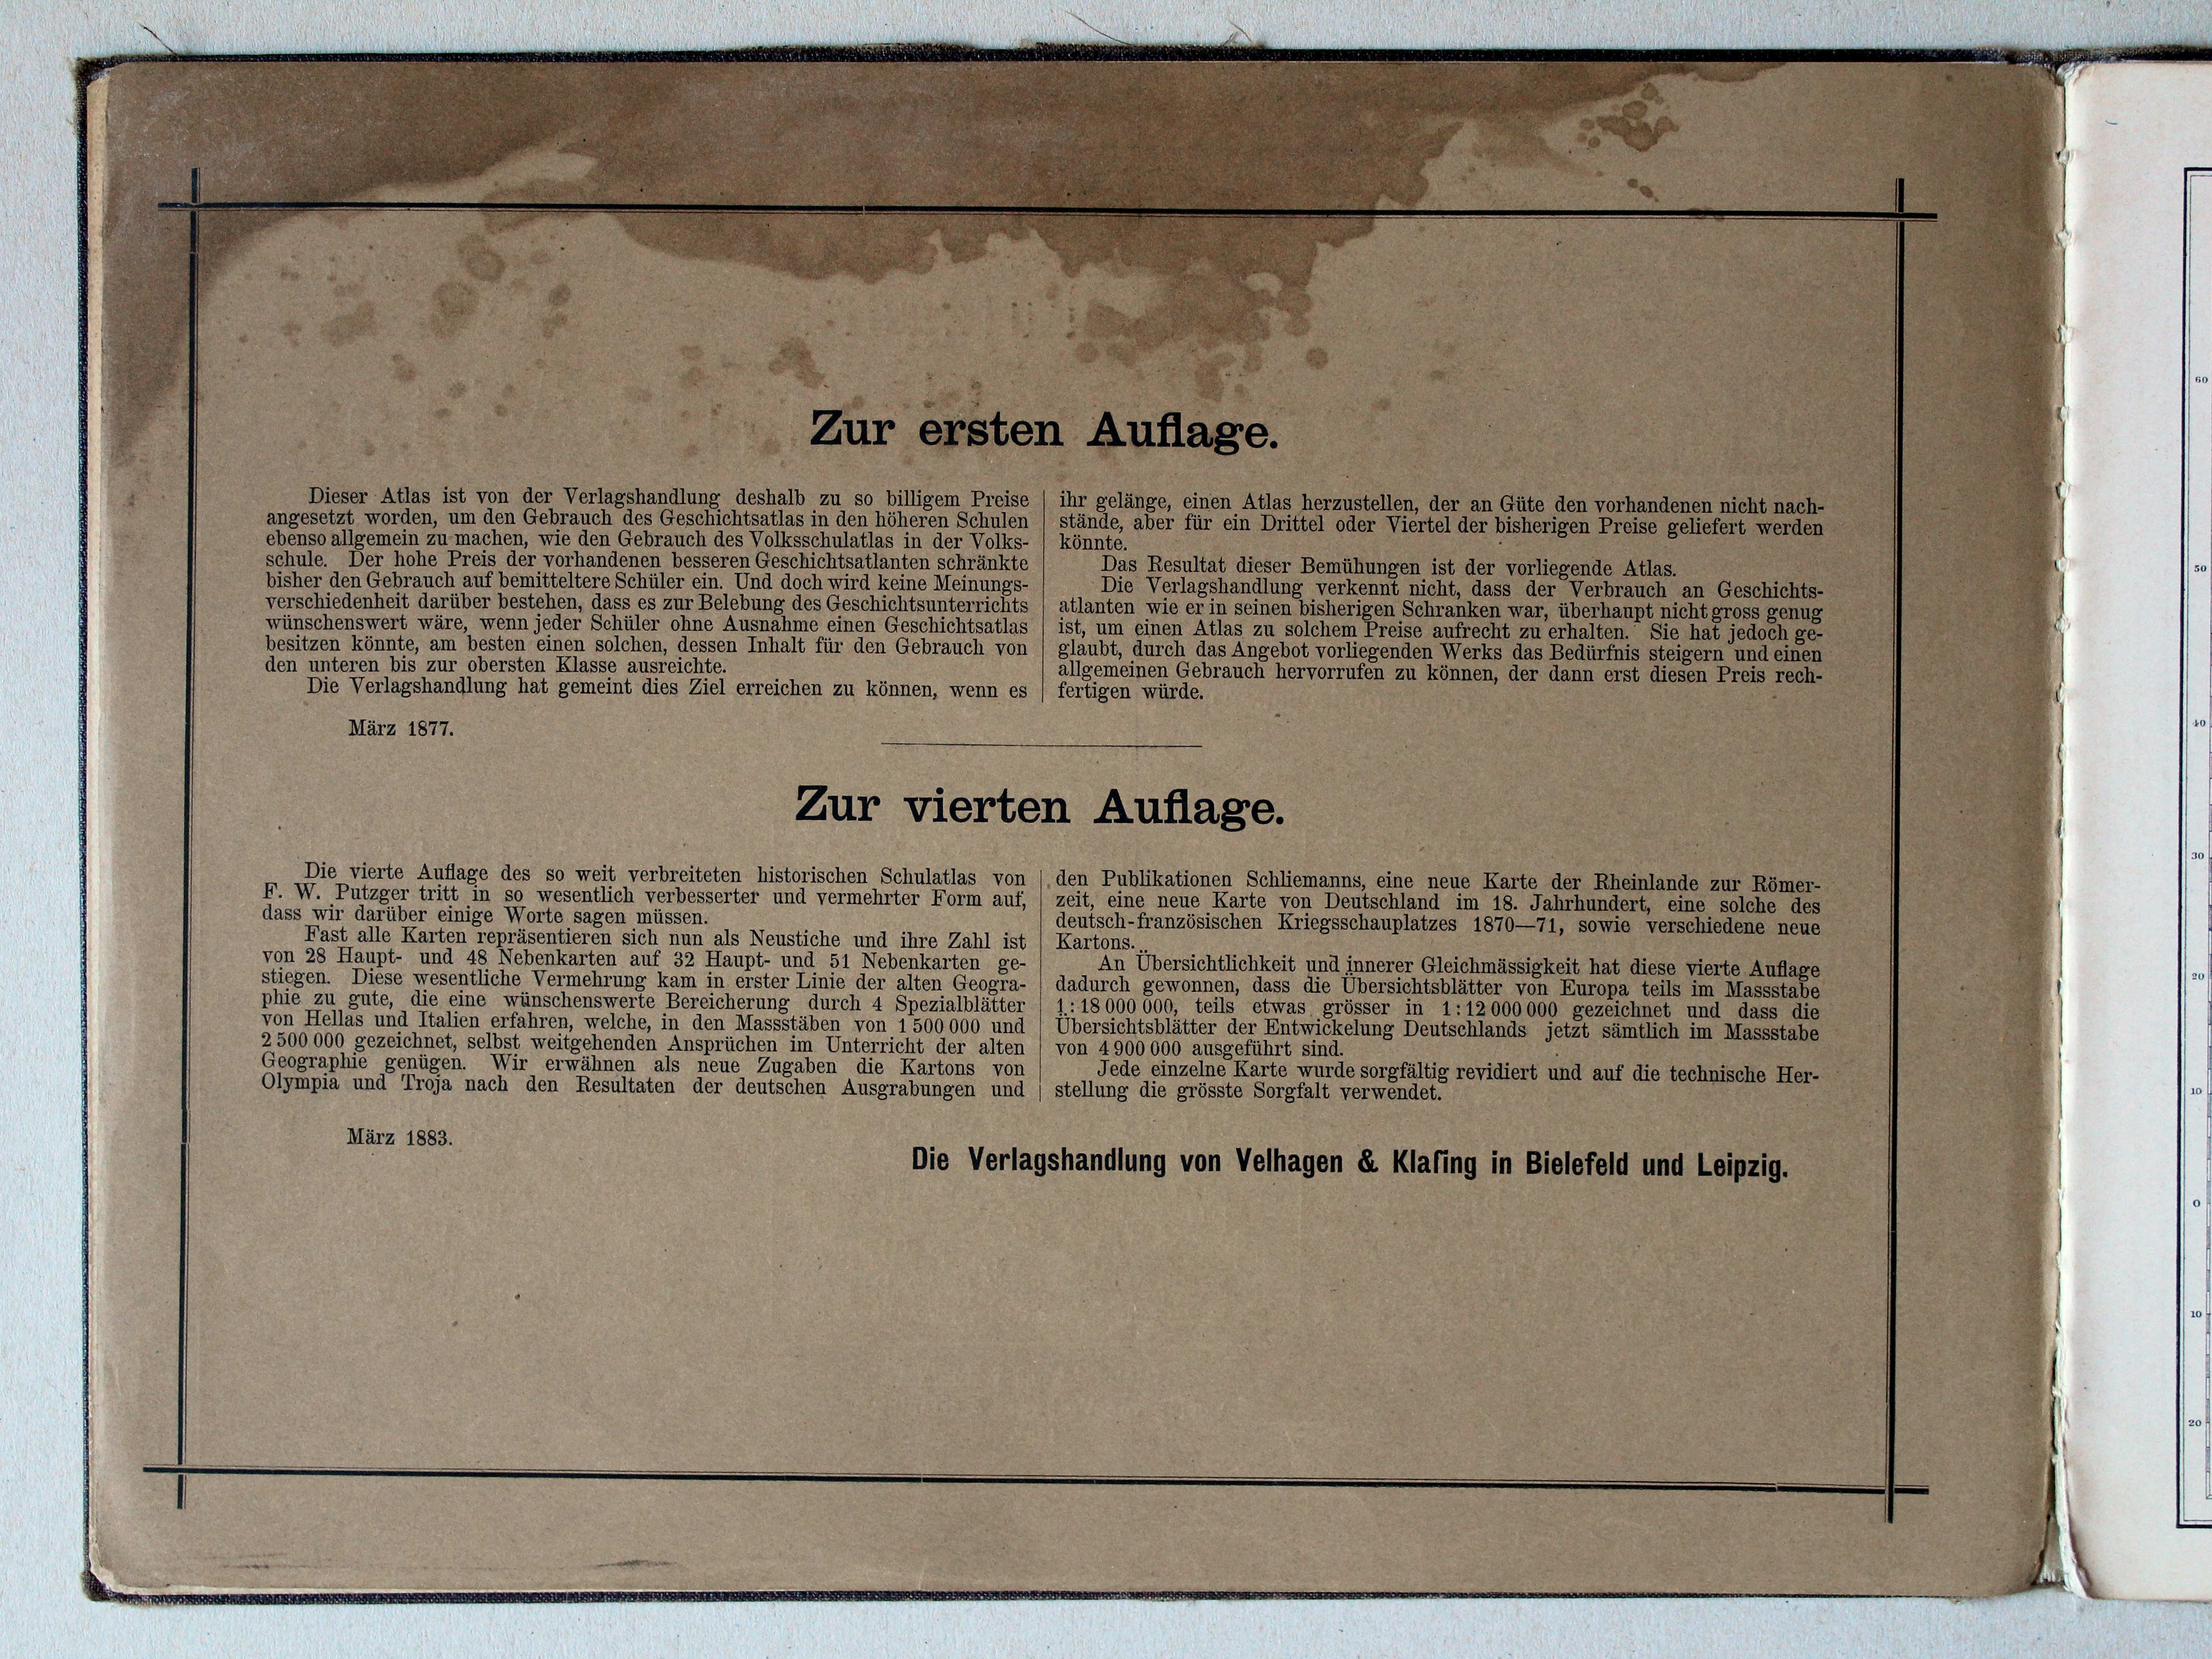 Zur ersten Auflage.
Dieser Atlas ist von der Verlagshandlung deshalb zu so billigem Preise
angesetzt worden, um den Gebrauch des Geschichtsatlas in den höheren Schulen
ebenso allgemein zu machen, wie den Gebrauch des Volksschulatlas in der Volks-
schule. Der hohe Preis der vorhandenen besseren Geschichtsatlanten schränkte
bisher den Gebrauch auf bemitteltere Schüler ein. Und doch wird keine Meinungs-
verschiedenheit darüber bestehen, dass es zur Belebung des Geschichtsunterrichts
wünschenswert wäre, wenn jeder Schüler ohne Ausnahme einen Geschichtsatlas
besitzen könnte, am besten einen solchen, dessen Inhalt für den Gebrauch von
den unteren bis zur obersten Klasse ausreichte.
Die Verlagshandlung hat gemeint dies Ziel erreichen zu können, wenn es
ihr gelänge, einen Atlas herzustellen, der an Güte den vorhandenen nicht nach-
stände, aber für ein Drittel oder Viertel der bisherigen Preise geliefert werden
könnte.
Das Resultat dieser Bemühungen ist der vorliegende Atlas.
Die Verlagshandlung verkennt nicht, dass der Verbrauch an Geschichts-
atlanten wie er in seinen bisherigen Schranken war, überhaupt nicht gross genug
ist, um einen Atlas zu solchem Preise aufrecht zu erhalten. Sie hat jedoch ge-
glaubt, durch das Angebot vorliegenden Werks das Bedürfnis steigern und einen
allgemeinen Gebrauch hervorrufen zu können, der dann erst diesen Preis rech-
fertigen würde.
März 1877.
Zur vierten Auflage.
Die vierte Auflage des so weit verbreiteten historischen Schulatlas von
F. W. Putzger tritt in so wesentlich verbesserter und vermehrter Form auf,
dass wir darüber einige Worte sagen müssen.
Fast alle Karten repräsentieren sich nun als Neustiche und ihre Zahl ist
von 28 Haupt- und 48 Nebenkarten auf 32 Haupt- und 51 Nebenkarten ge-
stiegen. Diese wesentliche Vermehrung kam in erster Linie der alten Geogra-
phie zu gute, die eine wünschenswerte Bereicherung durch 4 Spezialblätter
von Hellas und Italien erfahren, welche, in den Massstäben von 1 500 000 und
2 500 000 gezeichnet, selbst weitgehenden Ansprüchen im Unterricht der alten
Geographie genügen. Wir erwähnen als neue Zugaben die Kartons von
Olympia und Troja nach den Resultaten der deutschen Ausgrabungen und
den Publikationen Schliemanns, eine neue Karte der Rheinlande zur Römer-
zeit, eine neue Karte von Deutschland im 18. Jahrhundert, eine solche des
deutsch-französischen Kriegsschauplatzes 1870—71, sowie verschiedene neue
Kartons.
An Übersichtlichkeit und innerer Gleichmässigkeit hat diese vierte Auflage
dadurch gewonnen, dass die Übersichtsblätter von Europa teils im Massstabe
1 : 18 000 000, teils etwas grösser in 1 : 12 000 000 gezeichnet und dass die
Übersichtsblätter der Entwickelung Deutschlands jetzt sämtlich im Massstabe
von 4 900 000 ausgeführt sind.
Jede einzelne Karte wurde sorgfältig revidiert und auf die technische Her-
stellung die grösste Sorgfalt verwendet.
März 1883.
Die Verlagshandlung von Velhagen & Klaſing in Bielefeld und Leipzig.
60
50
40
30
20
10
0
10
20